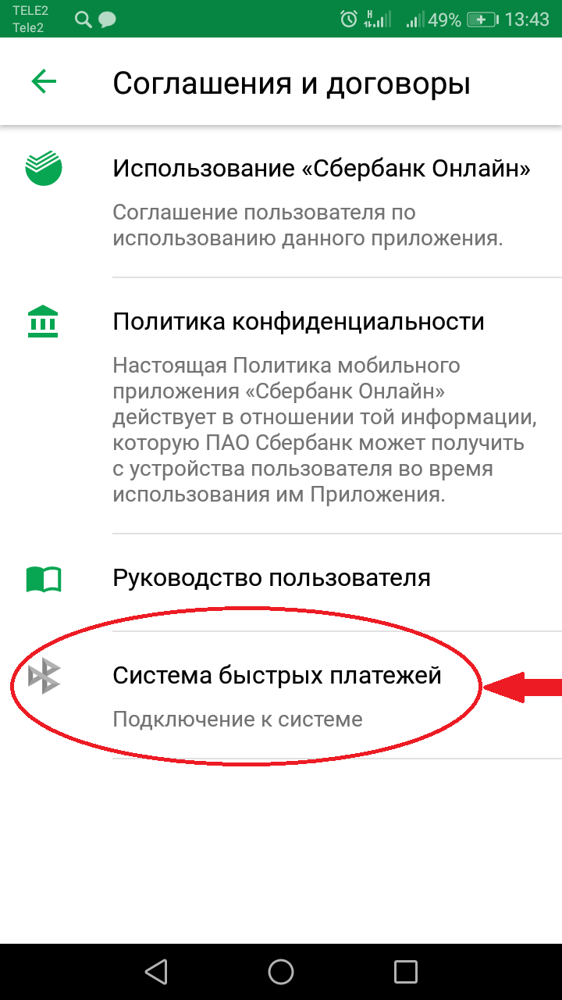 TELE2
Tele2
H
49%
13:43
Соглашения и договоры
Использование «Сбербанк Онлайн»
Соглашение пользователя по
использованию данного приложения.
Политика конфиденциальности
Настоящая Политика мобильного
приложения «Сбербанк Онлайн»
действует в отношении той информации,
которую ПАО Сбербанк может получить
с устройства пользователя во время
использования им Приложения.
Руководство пользователя
Система быстрых платежей
Подключение к системе